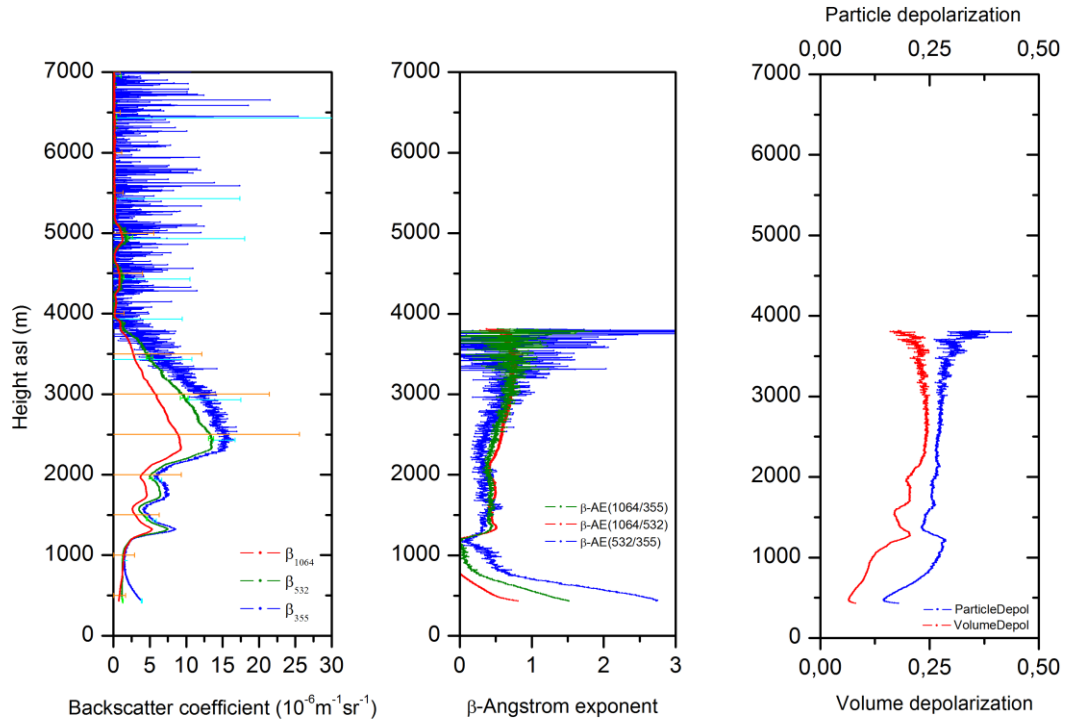 Particle depolarization
0,00 0,25 0,50
7000 7000 7000
6000 6000 6000
5000 5000 5000
4000 4000 4000
3000 3000 3000
2000 2000 2000
1000 1000 1000
0 0 0
Height asl (m)
β1064
β532
β355
β-AE(1064/355)
β-AE(1064/532)
β-AE(532/355)
ParticleDepol
VolumeDepol
0 5 10 15 20 25 30
0 1 2 3
0,00 0,25 0,50
Backscatter coefficient (10⁻⁶m⁻¹sr⁻¹)
β-Angstrom exponent
Volume depolarization